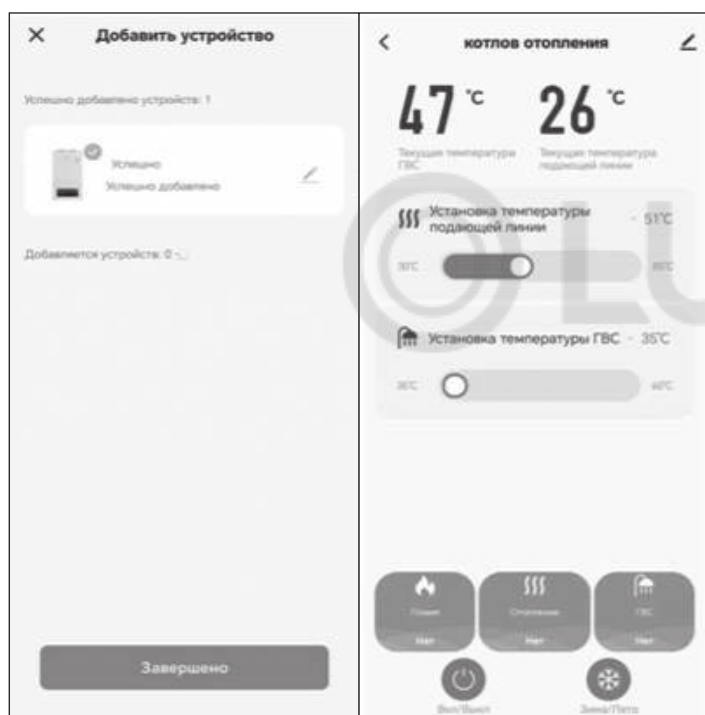 Добавить устройство
Успешно добавлено устройств: 1
Успешно
Успешно добавлено
Добавляется устройств: 0
Завершено
котлов отопления
47 °C 26 °C
Текущая температура ГВС
Текущая температура подающей линии
Установка температуры
подающей линии
- 51°C
30°C 80°C
Установка температуры ГВС - 35°C
35°C 60°C
Пламя Отопление ГВС
Нет Нет Нет
Вкл/Выкл Зима/Лето
LU